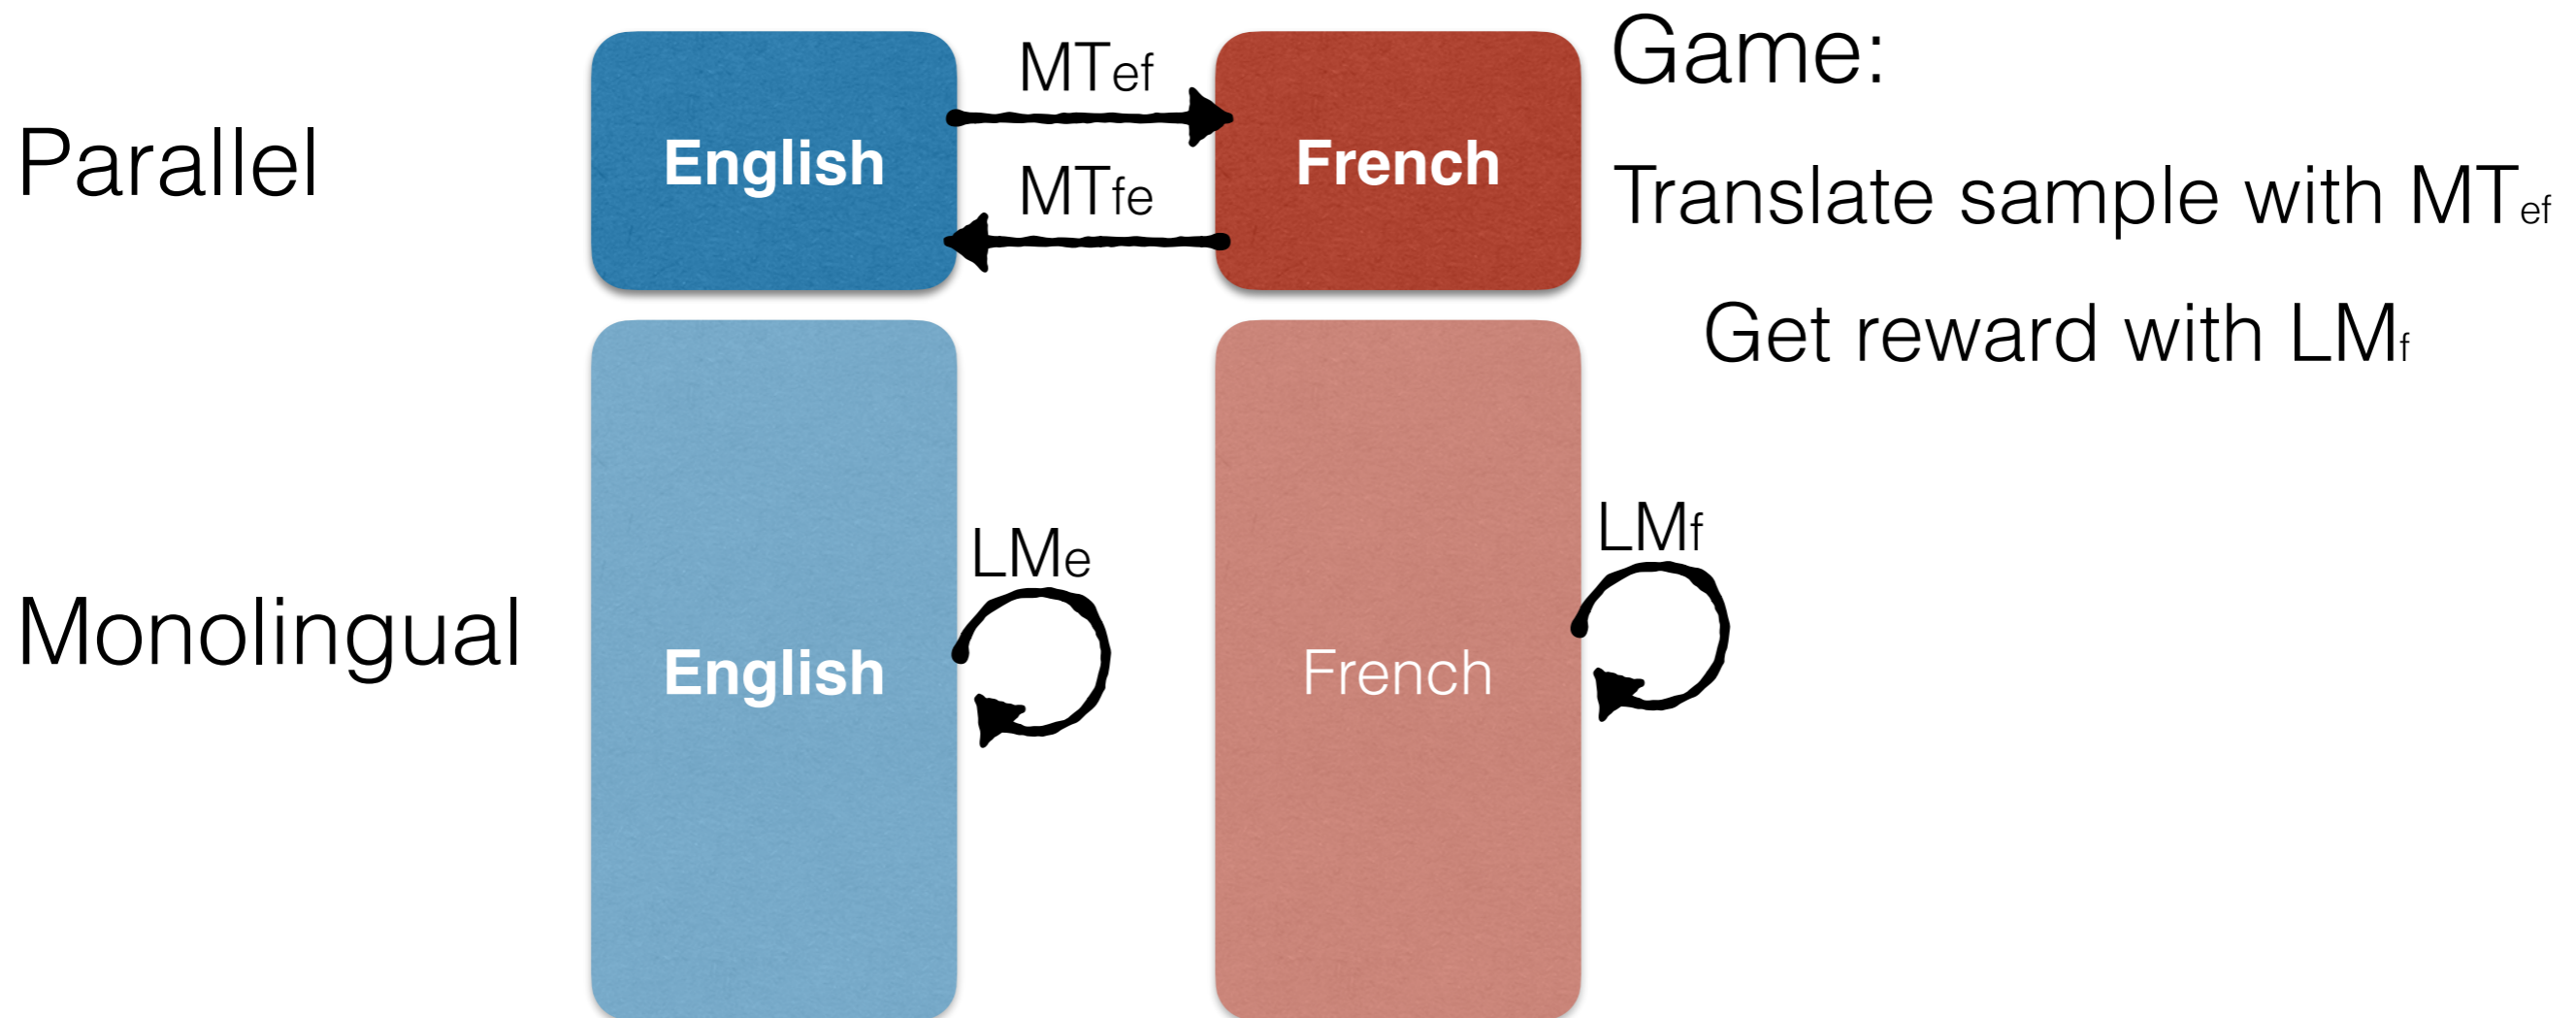 Game:
MTef
Parallel
English
French
MTfe
Translate sample with MTef
Get reward with LMf
LMe
LMf
Monolingual
English
French